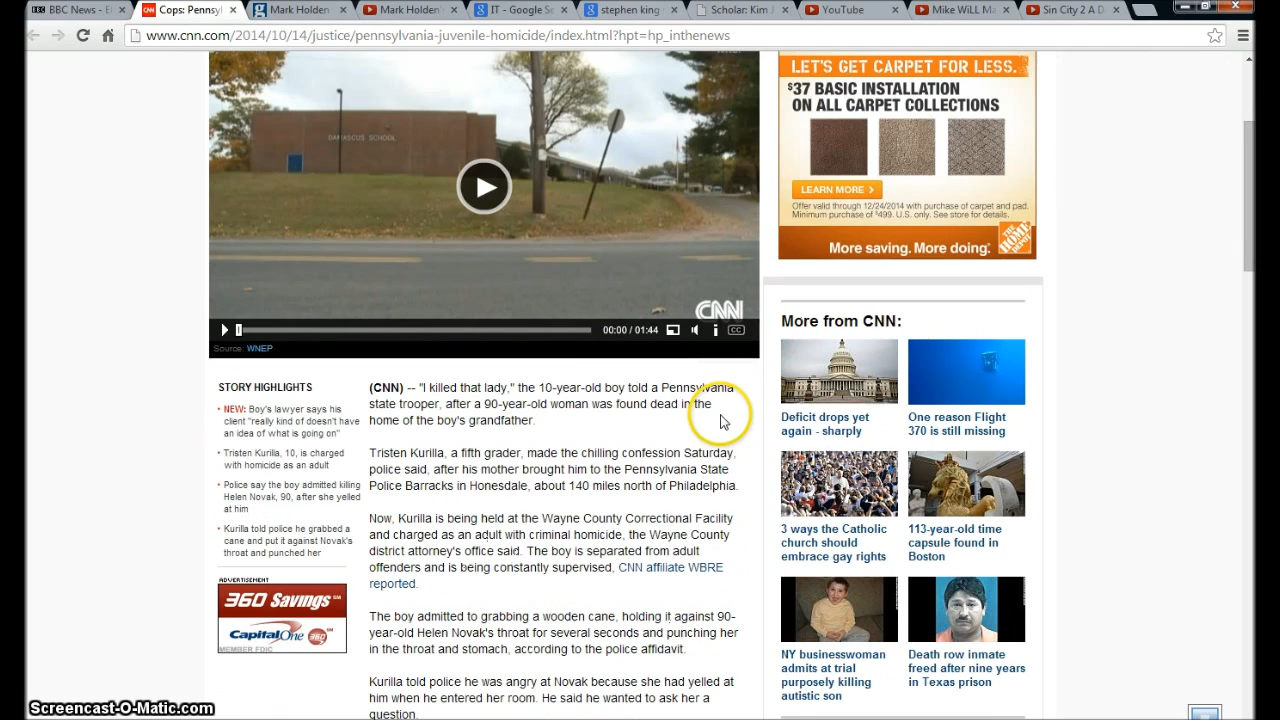 BBC News - B
Cops: Pennsyl
Mark Holden
Mark Holden'
IT - Google Se
stephen king
Scholar: Kim J
YouTube
Mike WiLL Ma
Sin City 2 A D
www.cnn.com/2014/10/14/justice/pennsylvania-juvenile-homicide/index.html?hpt=hp_inthenews
DAMASCUS SCHOOL
CNN
00:00 / 01:44
CC
Source: WNEP
LET'S GET CARPET FOR LESS.
$37 BASIC INSTALLATION
ON ALL CARPET COLLECTIONS
LEARN MORE >
Offer valid through 12/24/2014 with purchase of carpet and pad.
Minimum purchase of $499. U.S. only. See store for details.
More saving. More doing.
THE HOME DEPOT
STORY HIGHLIGHTS
NEW: Boy's lawyer says his
client "really kind of doesn't have
an idea of what is going on"
Tristen Kurilla, 10, is charged
with homicide as an adult
Police say the boy admitted killing
Helen Novak, 90, after she yelled
at him
Kurilla told police he grabbed a
cane and put it against Novak's
throat and punched her
ADVERTISEMENT
360 Savings
Capital One 360
MEMBER FDIC
(CNN) -- "I killed that lady," the 10-year-old boy told a Pennsylvania
state trooper, after a 90-year-old woman was found dead in the
home of the boy's grandfather.
Tristen Kurilla, a fifth grader, made the chilling confession Saturday,
police said, after his mother brought him to the Pennsylvania State
Police Barracks in Honesdale, about 140 miles north of Philadelphia.
Now, Kurilla is being held at the Wayne County Correctional Facility
and charged as an adult with criminal homicide, the Wayne County
district attorney's office said. The boy is separated from adult
offenders and is being constantly supervised, CNN affiliate WBRE
reported.
The boy admitted to grabbing a wooden cane, holding it against 90-
year-old Helen Novak's throat for several seconds and punching her
in the throat and stomach, according to the police affidavit.
Kurilla told police he was angry at Novak because she had yelled at
him when he entered her room. He said he wanted to ask her a
question.
More from CNN:
Deficit drops yet
again - sharply
One reason Flight
370 is still missing
3 ways the Catholic
church should
embrace gay rights
113-year-old time
capsule found in
Boston
NY businesswoman
admits at trial
purposely killing
autistic son
Death row inmate
freed after nine years
in Texas prison
Screencast-O-Matic.com